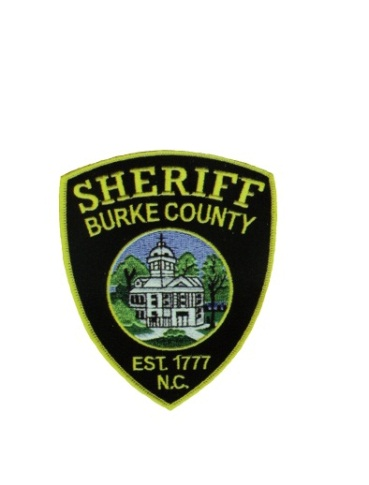 SHERIFF
BURKE COUNTY
EST. 1777
N.C.